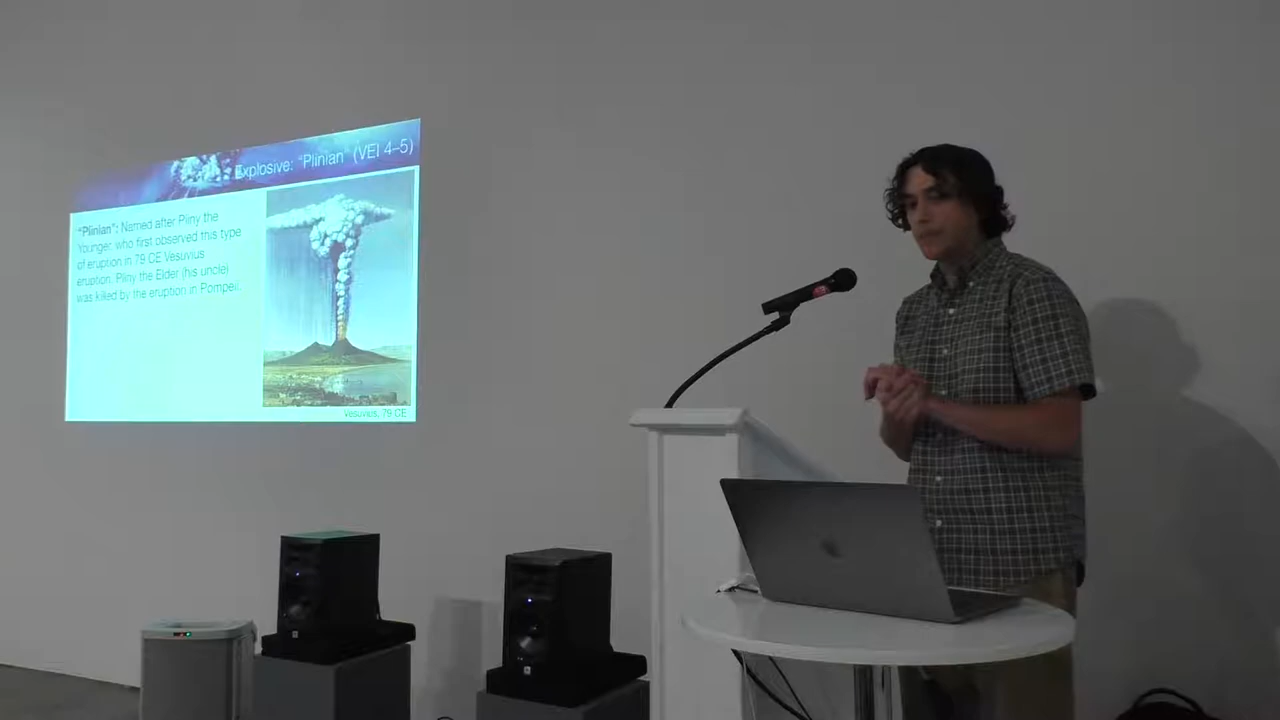 Explosive: "Plinian" (VEI 4–5)
"Plinian": Named after Pliny the
Younger, who first observed this type
of eruption in 79 CE Vesuvius
eruption. Pliny the Elder (his uncle)
was killed by the eruption in Pompeii.
Vesuvius, 79 CE